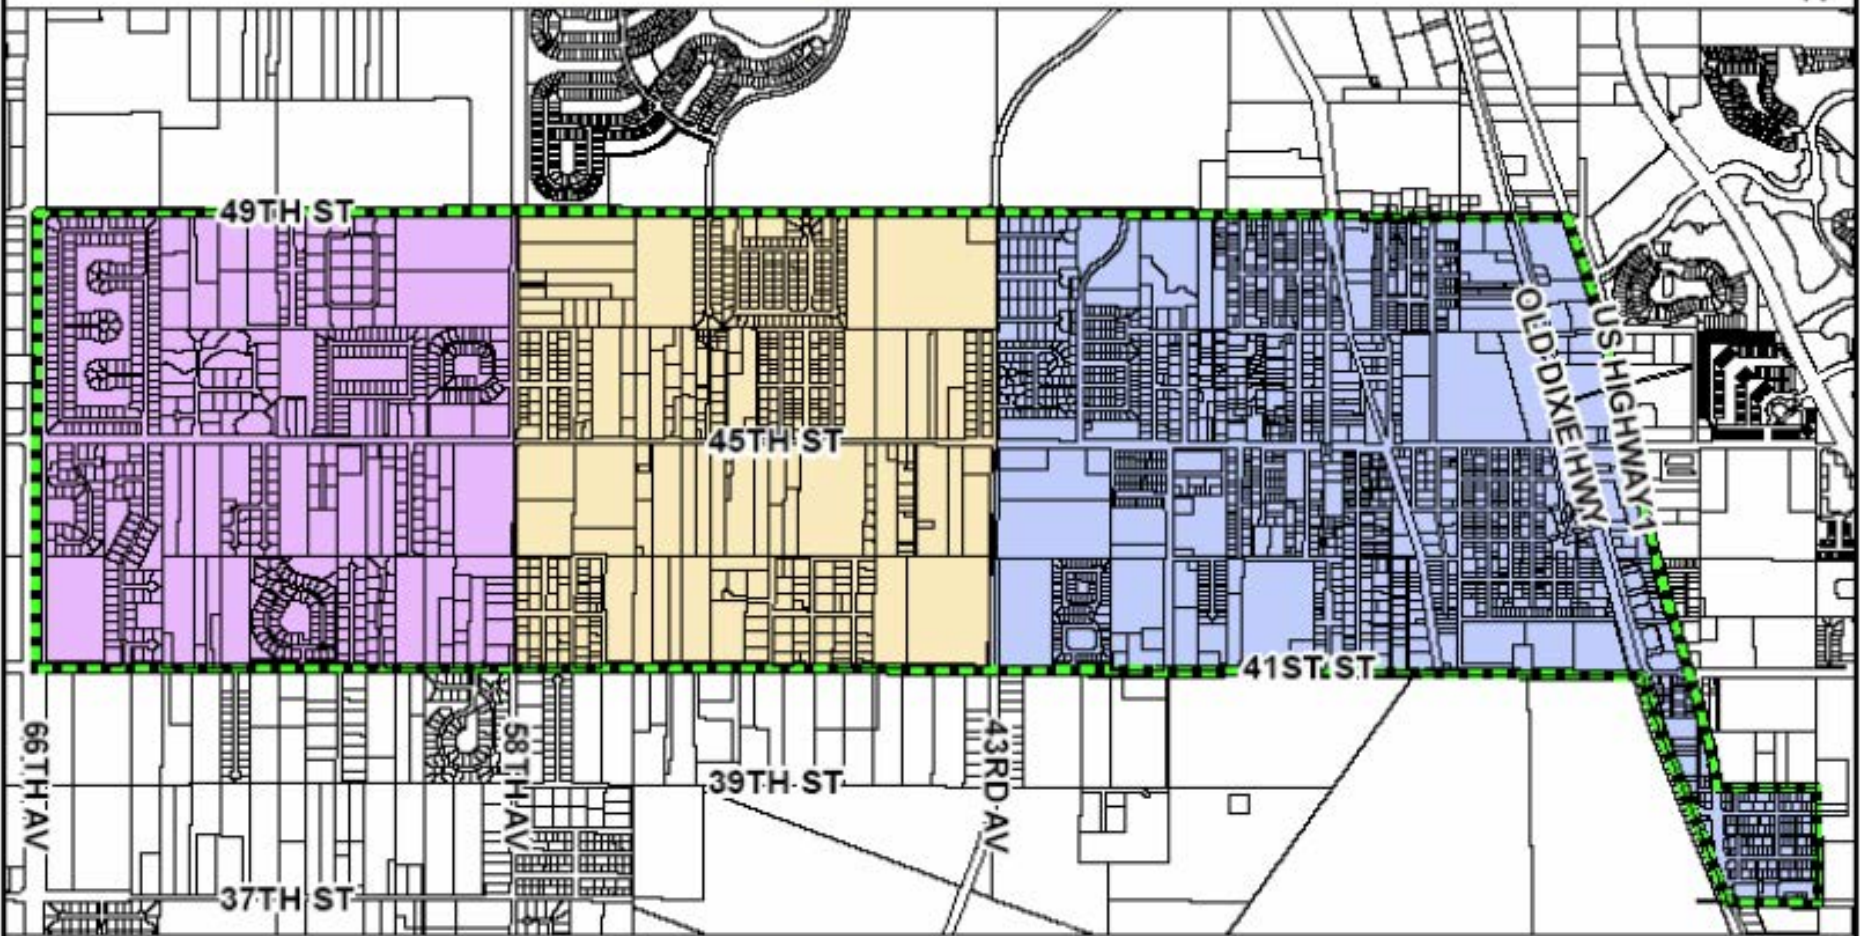 49TH ST
OLD DIXIE HWY
US HIGHWAY 1
45TH ST
41ST ST
66TH AV
58TH AV
43RD AV
39TH ST
37TH ST